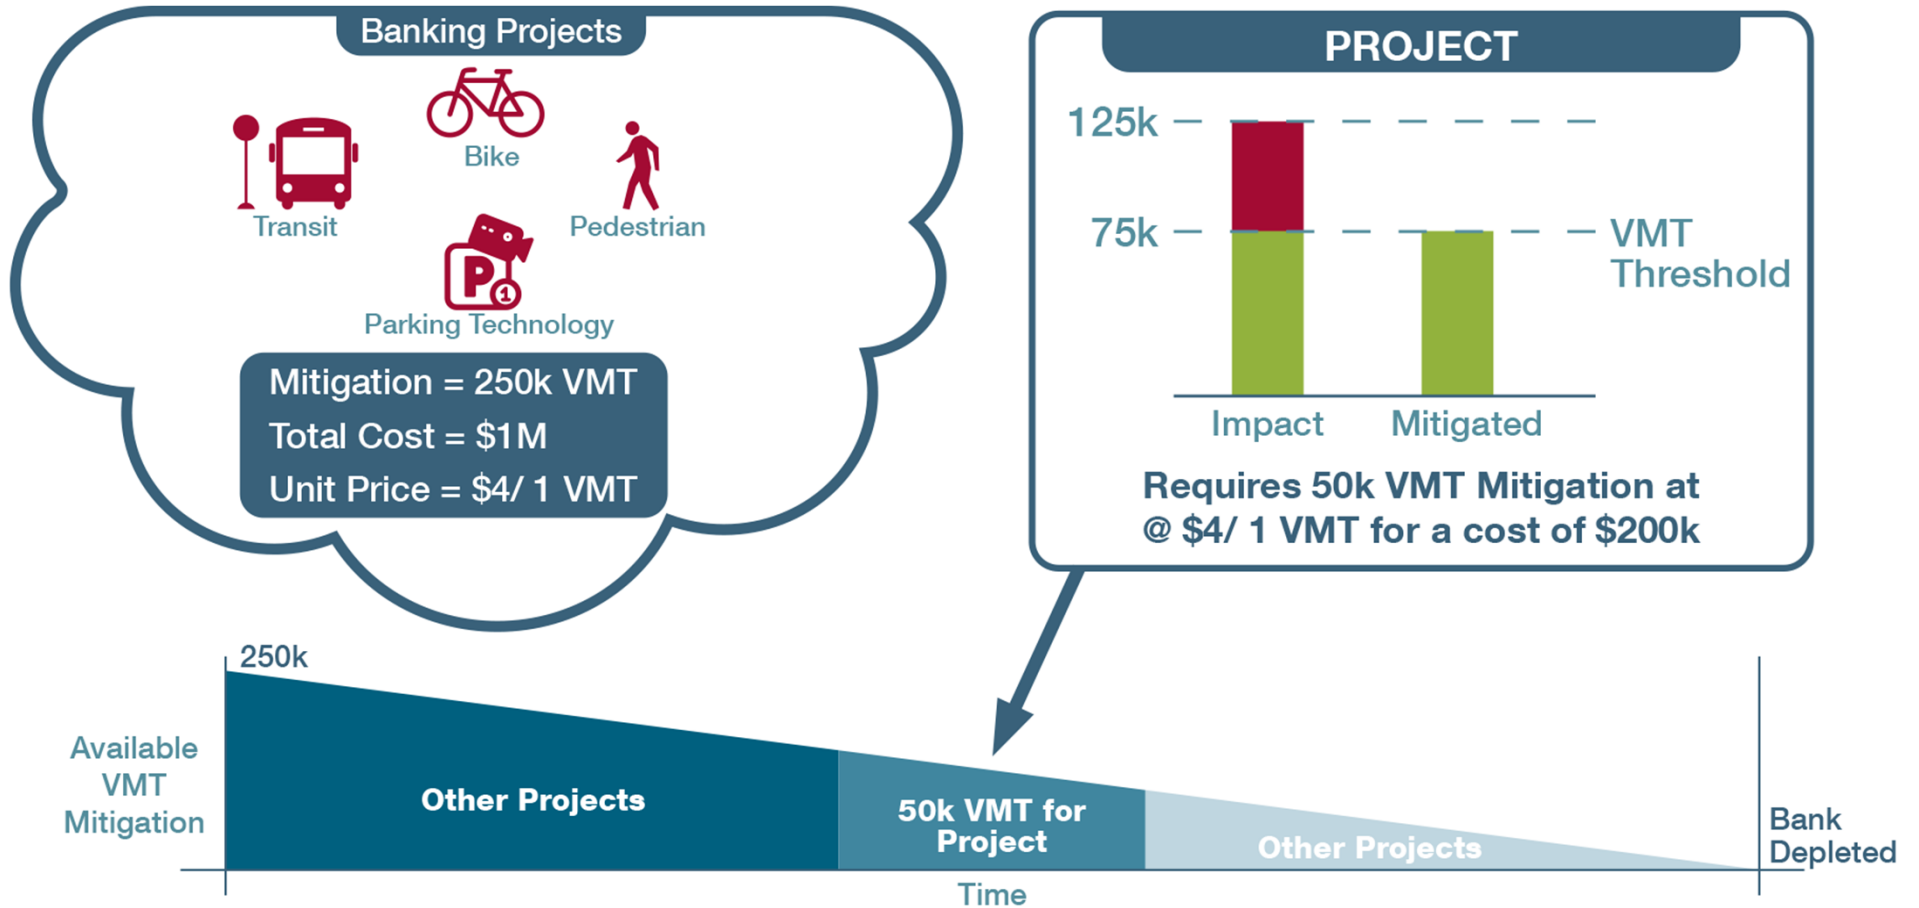 Banking Projects
Bike
Transit
Pedestrian
P
1
Parking Technology
Mitigation = 250k VMT
Total Cost = $1M
Unit Price = $4/ 1 VMT
PROJECT
125k
75k
VMT
Threshold
Impact
Mitigated
Requires 50k VMT Mitigation at
@ $4/ 1 VMT for a cost of $200k
250k
Available
VMT
Mitigation
Other Projects
50k VMT for
Project
Other Projects
Bank
Depleted
Time